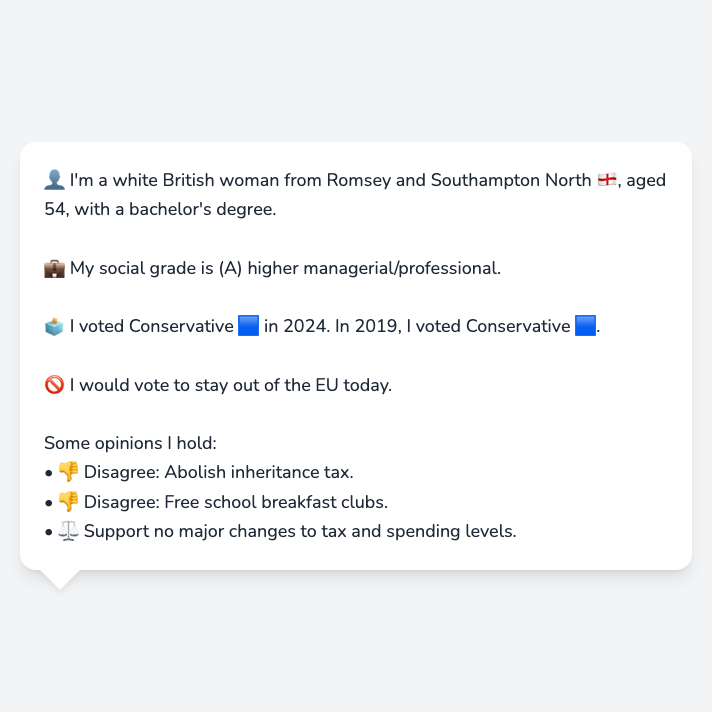 👤 I'm a white British woman from Romsey and Southampton North 🏴󠁧󠁢󠁥󠁮󠁧󠁿, aged
54, with a bachelor's degree.
💼 My social grade is (A) higher managerial/professional.
🗳️ I voted Conservative 🟦 in 2024. In 2019, I voted Conservative 🟦.
🚫 I would vote to stay out of the EU today.
Some opinions I hold:
• 👎 Disagree: Abolish inheritance tax.
• 👎 Disagree: Free school breakfast clubs.
• ⚖️ Support no major changes to tax and spending levels.